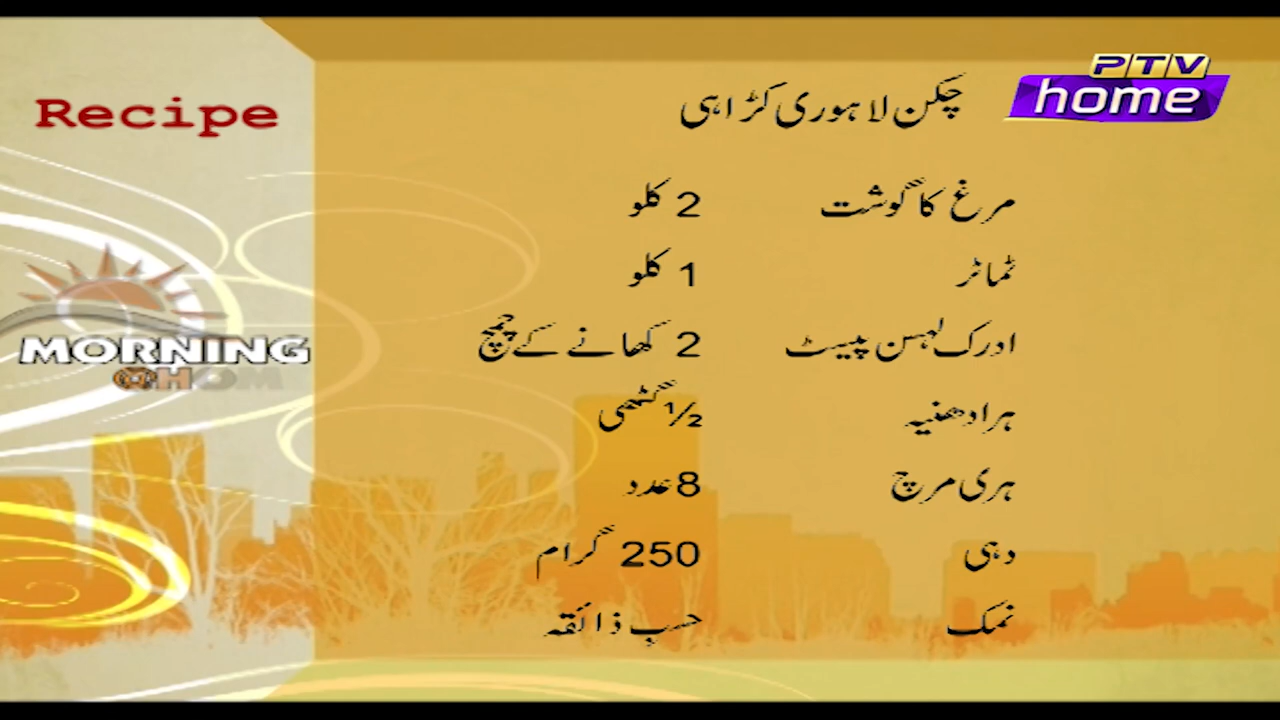 Recipe
PTV
home
چکن لاہوری کڑاہی
مرغ کا گوشت 2 کلو
ٹماٹر 1 کلو
ادرک لہسن پیسٹ 2 کھانے کے چمچ
ہرا دھنیہ ½ گٹھی
ہری مرچ 8 عدد
دہی 250 گرام
نمک حسبِ ذائقہ
MORNING
@HOM